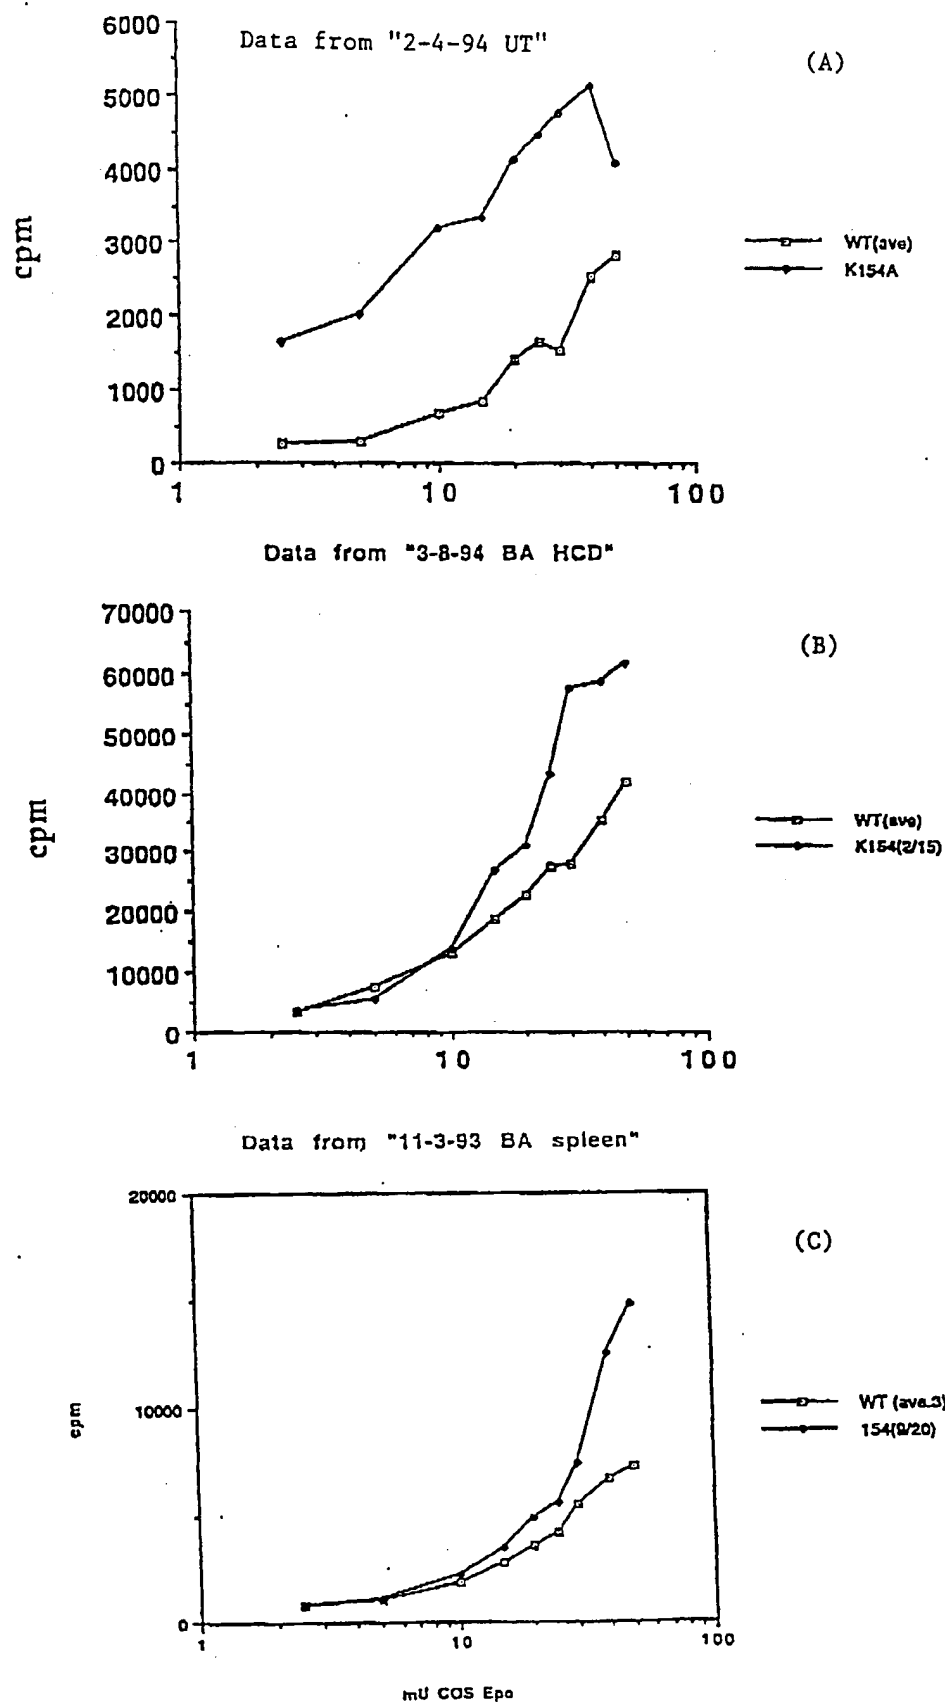 Data from "2-4-94 UT"
(A)
6000
5000
4000
3000
2000
1000
0
cpm
1 10 100
WT(ave)
K154A
Data from "3-8-94 BA HCD"
(B)
70000
60000
50000
40000
30000
20000
10000
0
cpm
1 10 100
WT(ave)
K154(2/15)
Data from "11-3-93 BA spleen"
(C)
20000
10000
0
cpm
1 10 100
WT (ave.3)
154(9/20)
mU COS Epo